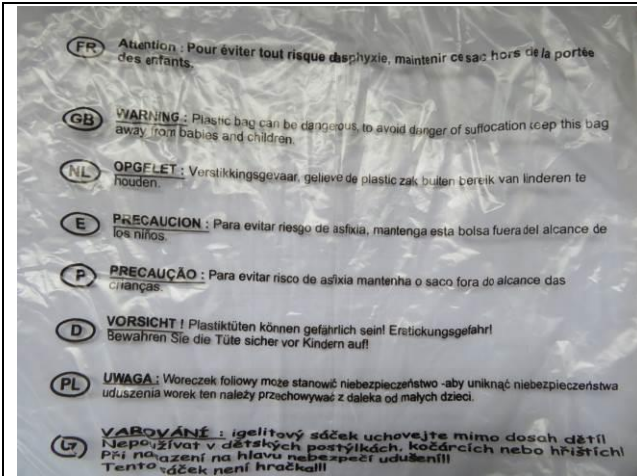 FR Attention : Pour éviter tout risque dasphyxie, maintenir ce sac hors de la portée
des enfants.
GB WARNING : Plastic bag can be dangerous, to avoid danger of suffocation keep this bag
away from babies and children.
NL OPGELET : Verstikkingsgevaar, gelieve de plastic zak buiten bereik van linderen te
houden.
E PRECAUCION : Para evitar riesgo de asfixia, mantenga esta bolsa fuera del alcance de
los niños.
P PRECAUÇÃO : Para evitar risco de asfixia mantenha o saco fora do alcance das
crianças.
D VORSICHT ! Plastiktüten können gefährlich sein! Erstickungsgefahr!
Bewahren Sie die Tüte sicher vor Kindern auf!
PL UWAGA : Woreczek foliowy może stanowić niebezpieczeństwo -aby uniknąć niebezpieczeństwa
uduszenia worek ten należy przechowywać z daleka od małych dzieci.
VAROVÁNÍ : igelitový sáček uchovejte mimo dosah dětí!
Nepoužívat v dětských postýlkách, kočárcích nebo hřištích!
Při narazení na hlavu nebezpečí udušení!!
Tento sáček není hračka!!!